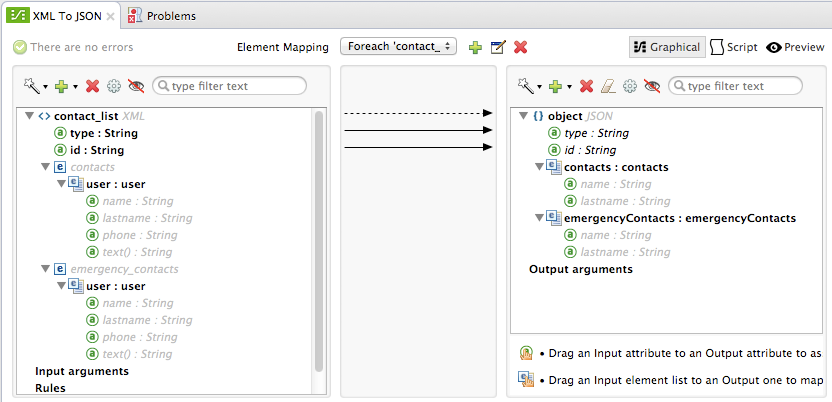 XML To JSON
Problems
There are no errors
Element Mapping
Foreach 'contact_
Graphical
Script
Preview
type filter text
contact_list XML
type : String
id : String
contacts
user : user
name : String
lastname : String
phone : String
text() : String
emergency_contacts
user : user
name : String
lastname : String
phone : String
text() : String
Input arguments
Rules
type filter text
{} object JSON
type : String
id : String
contacts : contacts
name : String
lastname : String
emergencyContacts : emergencyContacts
name : String
lastname : String
Output arguments
• Drag an Input attribute to an Output attribute to as
• Drag an Input element list to an Output one to map